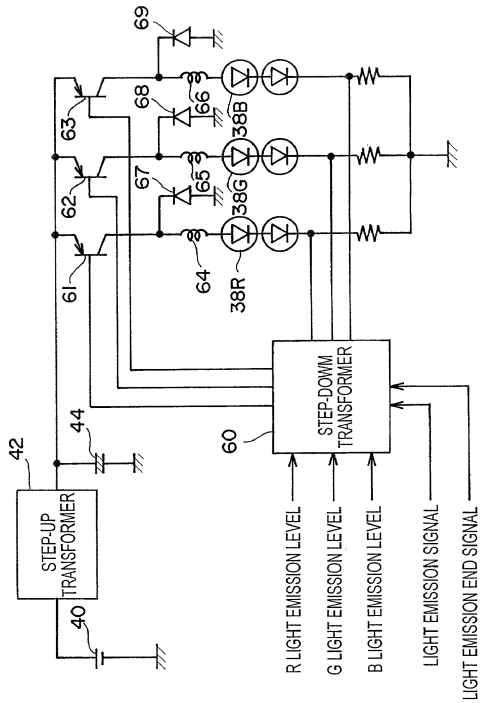 40
42
STEP-UP
TRANSFORMER
44
61
62
63
67
68
69
64
65
66
38R
38G
38B
60
STEP-DOWM
TRANSFORMER
R LIGHT EMISSION LEVEL
G LIGHT EMISSION LEVEL
B LIGHT EMISSION LEVEL
LIGHT EMISSION SIGNAL
LIGHT EMISSION END SIGNAL